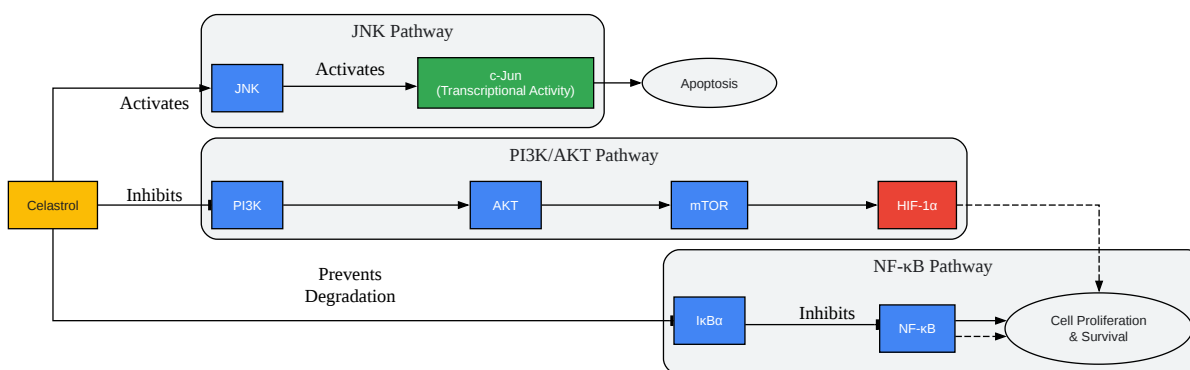 JNK Pathway
JNK
Activates
c-Jun
(Transcriptional Activity)
Apoptosis
Activates
PI3K/AKT Pathway
Celastrol
Inhibits
PI3K
AKT
mTOR
HIF-1α
NF-κB Pathway
Prevents
Degradation
IκBα
Inhibits
NF-κB
Cell Proliferation
& Survival